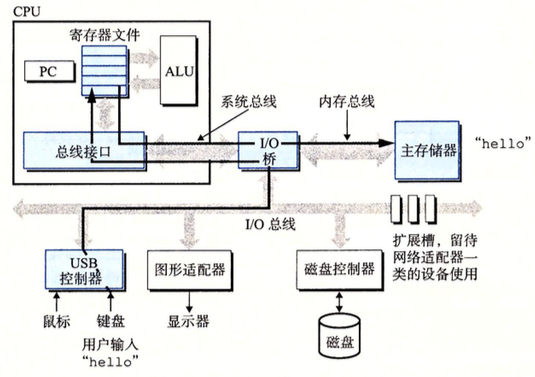 CPU
寄存器文件
PC
ALU
系统总线
内存总线
总线接口
I/O
桥
主存储器
“hello”
I/O 总线
扩展槽，留待
网络适配器一
类的设备使用
USB
控制器
图形适配器
磁盘控制器
鼠标
键盘
显示器
用户输入
“hello”
磁盘